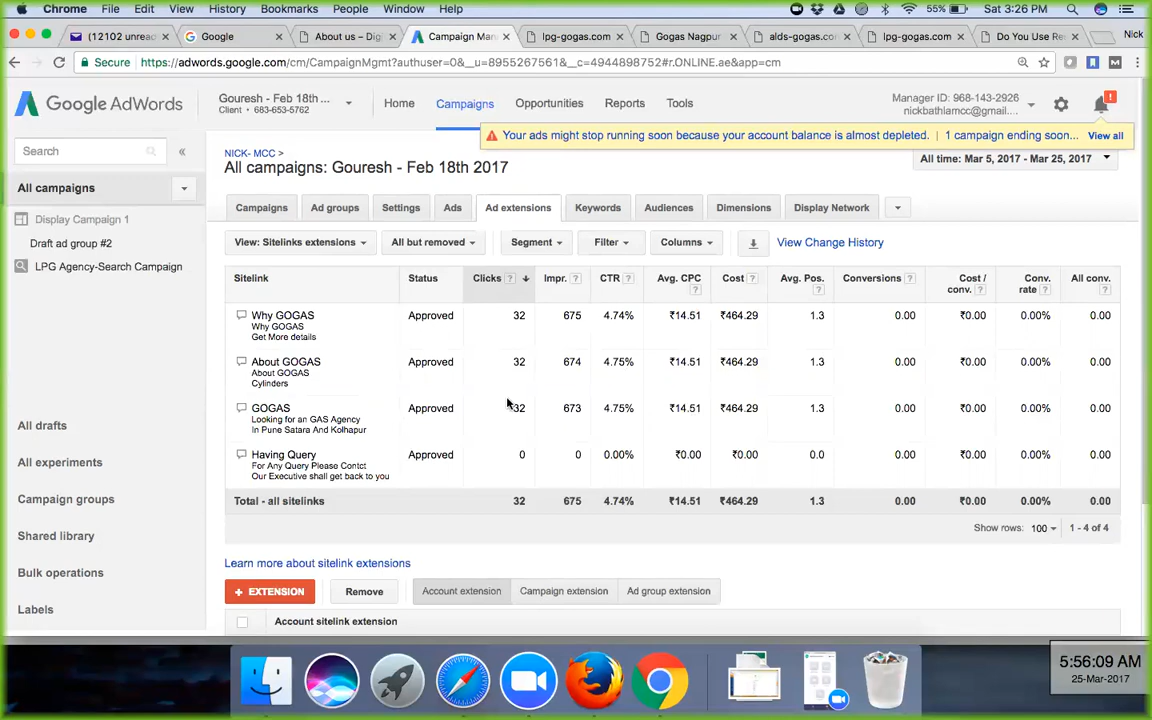 Chrome File Edit View History Bookmarks People Window Help 55% Sat 3:26 PM
(12102 unrea Google About us – Digi Campaign Man lpg-gogas.com Gogas Nagpur alds-gogas.co lpg-gogas.com Do You Use Re Nick
Secure https://adwords.google.com/cm/CampaignMgmt?authuser=0&__u=8955267561&__c=4944898752#r.ONLINE.ae&app=cm
Google AdWords Gouresh - Feb 18th ... Home Campaigns Opportunities Reports Tools Manager ID: 968-143-2926
Client • 683-653-5762 nickbathlamcc@gmail....
!
Your ads might stop running soon because your account balance is almost depleted. | 1 campaign ending soon... View all
Search «
NICK- MCC >
All campaigns: Gouresh - Feb 18th 2017
All time: Mar 5, 2017 - Mar 25, 2017
All campaigns
Display Campaign 1
Draft ad group #2
LPG Agency-Search Campaign
All drafts
All experiments
Campaign groups
Shared library
Bulk operations
Labels
Campaigns Ad groups Settings Ads Ad extensions Keywords Audiences Dimensions Display Network
View: Sitelinks extensions All but removed Segment Filter Columns View Change History
Sitelink Status Clicks ? Impr. ? CTR ? Avg. CPC ? Cost ? Avg. Pos. ? Conversions ? Cost / conv. ? Conv. rate ? All conv. ?
Why GOGAS Approved 32 675 4.74% ₹14.51 ₹464.29 1.3 0.00 ₹0.00 0.00% 0.00
Why GOGAS
Get More details
About GOGAS Approved 32 674 4.75% ₹14.51 ₹464.29 1.3 0.00 ₹0.00 0.00% 0.00
About GOGAS
Cylinders
GOGAS Approved 32 673 4.75% ₹14.51 ₹464.29 1.3 0.00 ₹0.00 0.00% 0.00
Looking for an GAS Agency
In Pune Satara And Kolhapur
Having Query Approved 0 0 0.00% ₹0.00 ₹0.00 0.0 0.00 ₹0.00 0.00% 0.00
For Any Query Please Contct
Our Executive shall get back to you
Total - all sitelinks 32 675 4.74% ₹14.51 ₹464.29 1.3 0.00 ₹0.00 0.00% 0.00
Show rows: 100 1 - 4 of 4
Learn more about sitelink extensions
+ EXTENSION Remove Account extension Campaign extension Ad group extension
Account sitelink extension
5:56:09 AM
25-Mar-2017